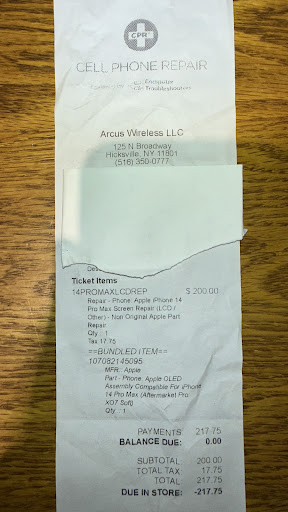 CPR
CELL PHONE REPAIR
Computer
Troubleshooters
Arcus Wireless LLC
125 N Broadway
Hicksville, NY 11801
(516) 350-0777
Ticket Items
14PROMAXLCDREP $ 200.00
Repair - Phone: Apple iPhone 14
Pro Max Screen Repair (LCD /
Other) - Non Original Apple Part
Repair
Qty : 1
Tax 17.75
==BUNDLED ITEM==
107082145095
MFR.: Apple
Part - Phone: Apple OLED
Assembly Compatible For iPhone
14 Pro Max (Aftermarket Pro:
XO7 Soft)
Qty : 1
PAYMENTS: 217.75
BALANCE DUE: 0.00
SUBTOTAL: 200.00
TOTAL TAX: 17.75
TOTAL: 217.75
DUE IN STORE: -217.75